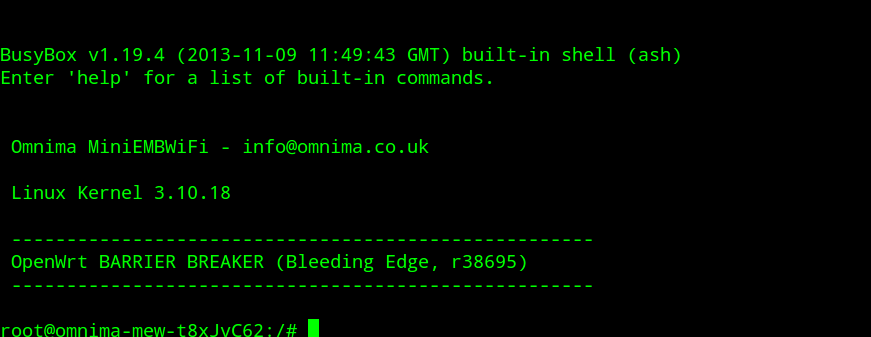 BusyBox v1.19.4 (2013-11-09 11:49:43 GMT) built-in shell (ash)
Enter 'help' for a list of built-in commands.
Omnima MiniEMBWiFi - info@omnima.co.uk
Linux Kernel 3.10.18
-----------------------------------------------------
OpenWrt BARRIER BREAKER (Bleeding Edge, r38695)
-----------------------------------------------------
root@omnima-mew-t8xJvC62:/#